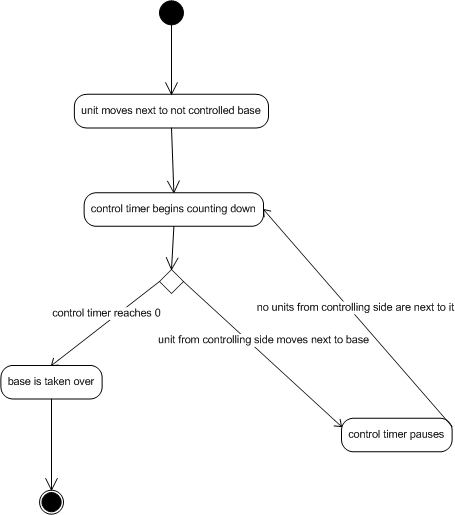 unit moves next to not controlled base
control timer begins counting down
no units from controlling side are next to it
control timer reaches 0
unit from controlling side moves next to base
base is taken over
control timer pauses